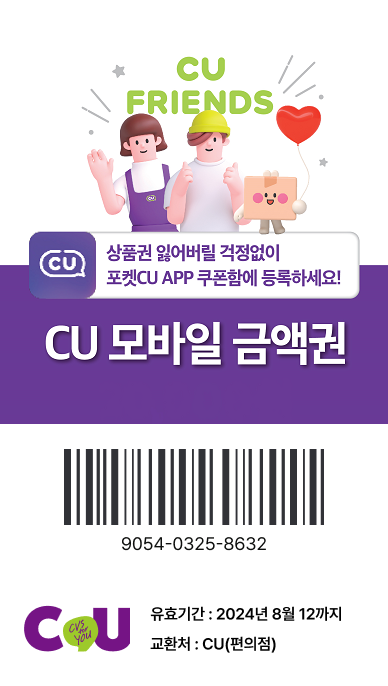 CU
FRIENDS
CU
상품권 잃어버릴 걱정없이
포켓CU APP 쿠폰함에 등록하세요!
CU 모바일 금액권
9054-0325-8632
CU
CVS for YOU
유효기간 : 2024년 8월 12까지
교환처 : CU(편의점)